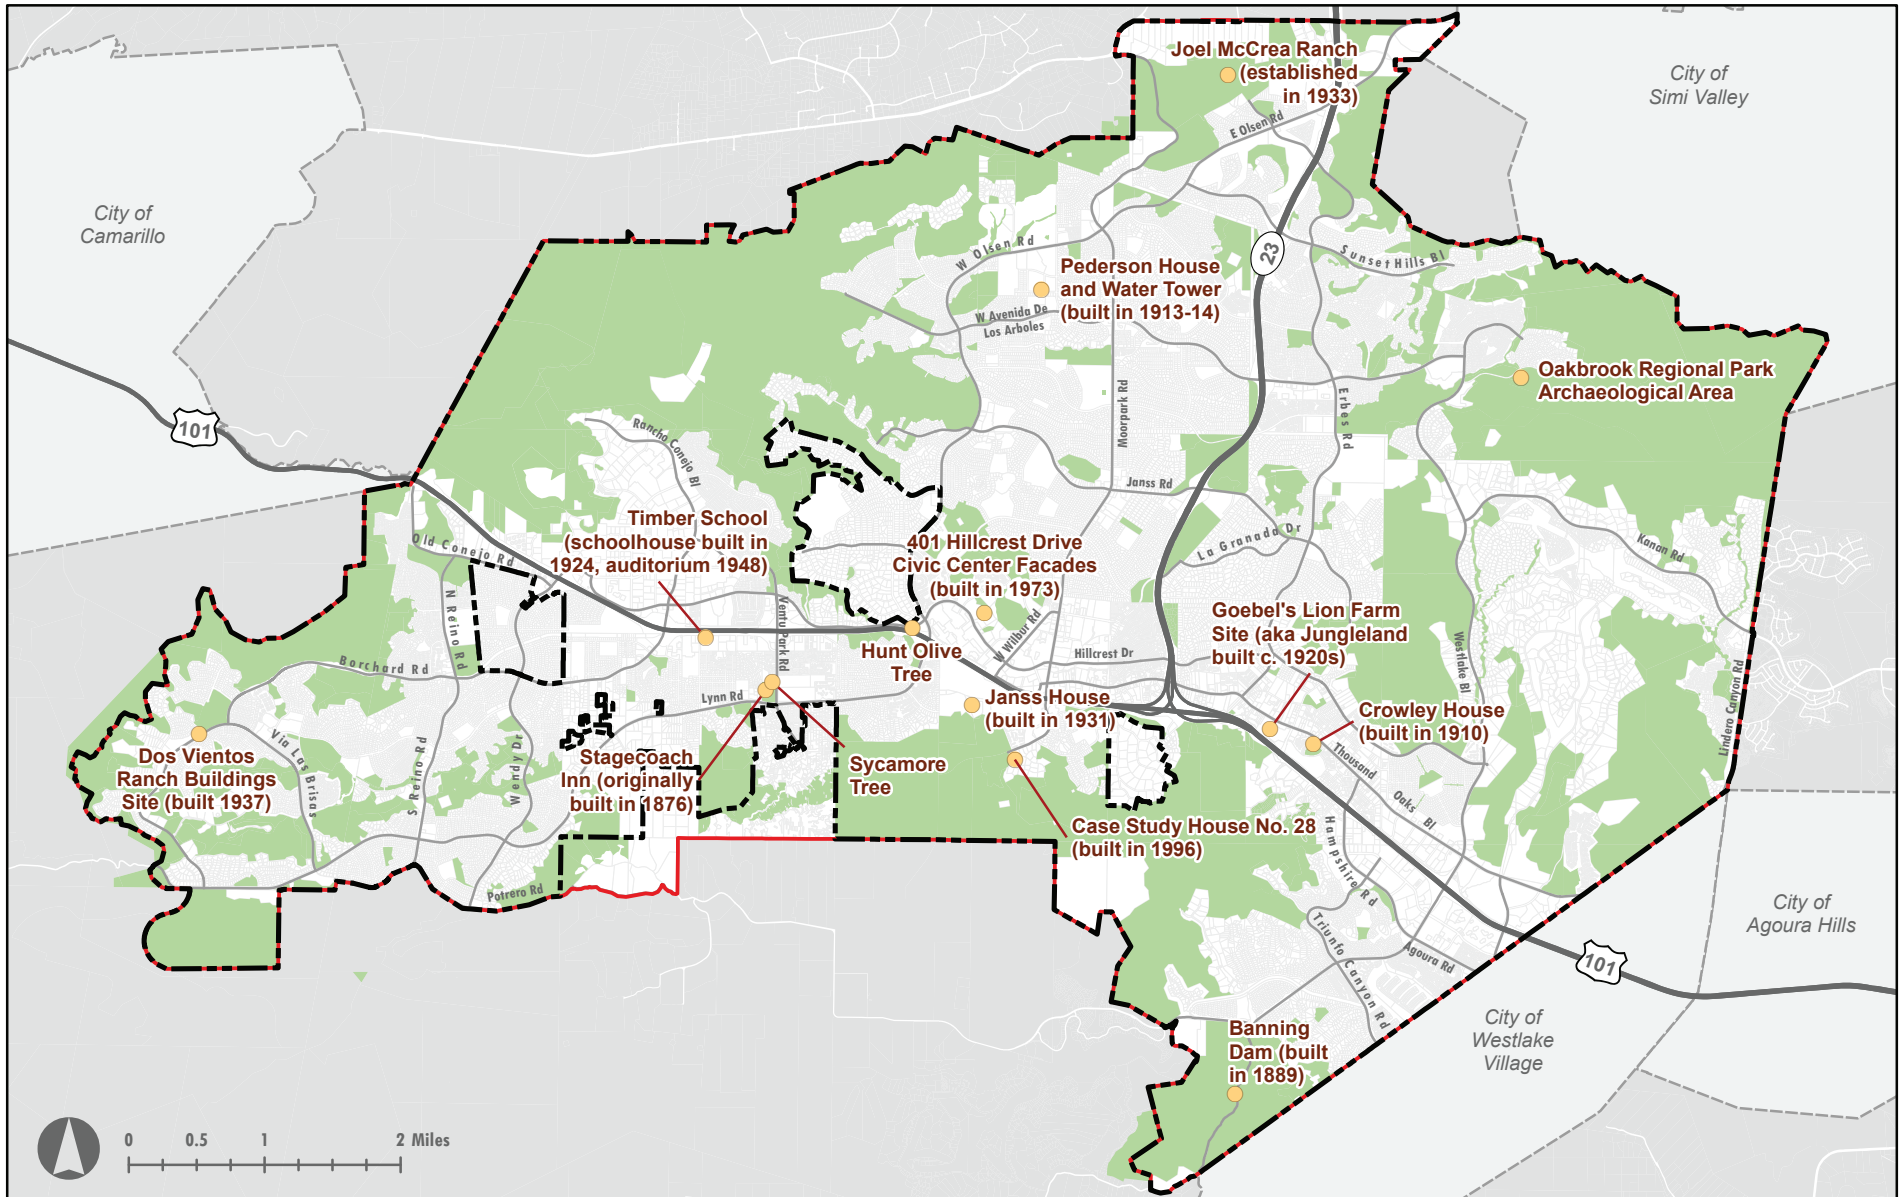 Joel McCrea Ranch
(established
in 1933)
City of
Simi Valley
E Olsen Rd
City of
Camarillo
W Olsen Rd
23
Sunset Hills Bl
Pederson House
and Water Tower
(built in 1913-14)
W Avenida De
Los Arboles
Oakbrook Regional Park
Archaeological Area
Moorpark Rd
Erbes Rd
101
Rancho Conejo Bl
Janss Rd
Timber School
(schoolhouse built in
1924, auditorium 1948)
Old Conejo Rd
401 Hillcrest Drive
Civic Center Facades
(built in 1973)
La Granada Dr
Kanan Rd
N Reino Rd
Ventu Park Rd
W Wilbur Rd
Goebel's Lion Farm
Site (aka Jungleland
built c. 1920s)
Westlake Bl
Borchard Rd
Hunt Olive
Tree
Hillcrest Dr
Lynn Rd
Janss House
(built in 1931)
Crowley House
(built in 1910)
Lindero Canyon Rd
Dos Vientos
Ranch Buildings
Site (built 1937)
Via Las Brisas
S Reino Rd
Wendy Dr
Stagecoach
Inn (originally
built in 1876)
Sycamore
Tree
Thousand Oaks Bl
Case Study House No. 28
(built in 1996)
Hampshire Rd
Potrero Rd
Triunfo Canyon Rd
Agoura Rd
City of
Agoura Hills
101
City of
Westlake
Village
Banning
Dam (built
in 1889)
0 0.5 1 2 Miles